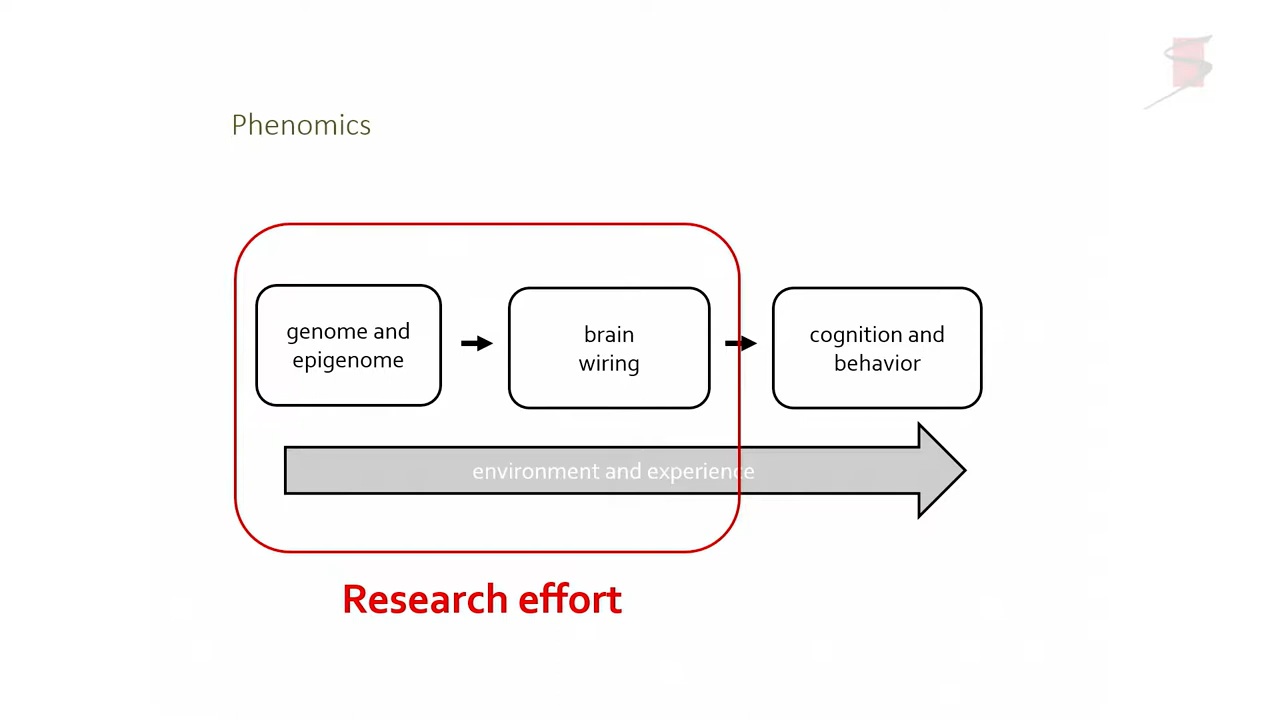 Phenomics
genome and
epigenome
brain
wiring
cognition and
behavior
environment and experience
Research effort